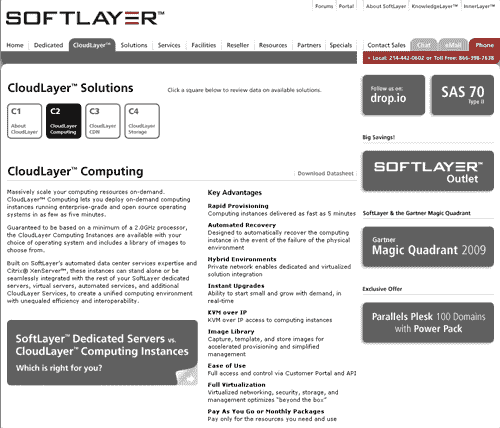 SOFTLAYER™
Forums Portal About SoftLayer KnowledgeLayer™ InnerLayer™
Home Dedicated CloudLayer™ Solutions Services Facilities Reseller Resources Partners Specials Contact Sales Chat eMail Phone
• Local: 214-442-0602 or Toll Free: 866-398-7638
CloudLayer™ Solutions
Click a square below to review data on available solutions.
C1
About
CloudLayer
C2
CloudLayer
Computing
C3
CloudLayer
CDN
C4
CloudLayer
Storage
Follow us on:
drop.io
SAS 70
Type II
Big Savings!
SOFTLAYER™
Outlet
SoftLayer & the Gartner Magic Quadrant
Gartner
Magic Quadrant 2009
Exclusive Offer
Parallels Plesk 100 Domains
with Power Pack
CloudLayer™ Computing
Download Datasheet
Massively scale your computing resources on-demand.
CloudLayer™ Computing lets you deploy on-demand computing
instances running enterprise-grade and open source operating
systems in as few as five minutes.
Guaranteed to be based on a minimum of a 2.0GHz processor,
the CloudLayer Computing Instances are available with your
choice of operating system and includes a library of images to
choose from.
Built on SoftLayer's automated data center services expertise and
Citrix® XenServer™, these instances can stand alone or be
seamlessly integrated with the rest of your SoftLayer dedicated
servers, virtual servers, automated services, and additional
CloudLayer Services, to create a unified computing environment
with unequaled efficiency and interoperability.
SoftLayer™ Dedicated Servers vs.
CloudLayer™ Computing Instances
Which is right for you?
Key Advantages
Rapid Provisioning
Computing instances delivered as fast as 5 minutes
Automated Recovery
Designed to automatically recover the computing
instance in the event of the failure of the physical
environment
Hybrid Environments
Private network enables dedicated and virtualized
solution integration
Instant Upgrades
Ability to start small and grow with demand, in
real-time
KVM over IP
KVM over IP access to computing instances
Image Library
Capture, template, and store images for
accelerated provisioning and simplified
management
Ease of Use
Full access and control via Customer Portal and API
Full Virtualization
Virtualized networking, security, storage, and
management optimizes "beyond the box"
Pay As You Go or Monthly Packages
Pay only for the resources you need and use